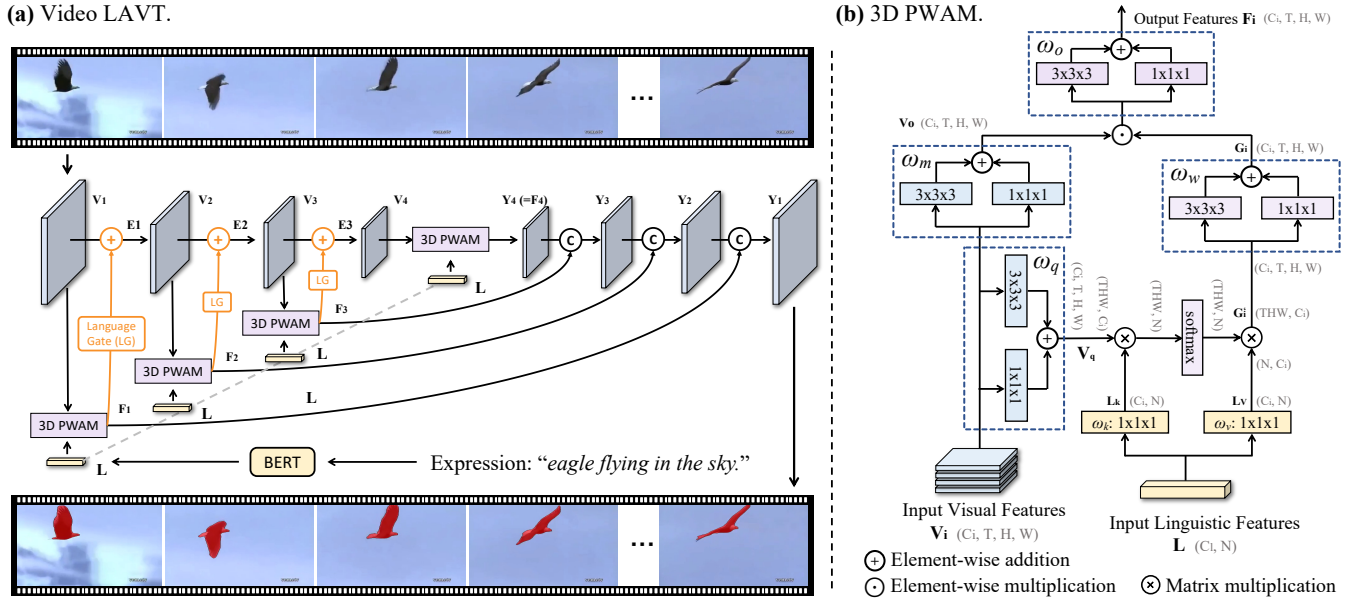 (a) Video LAVT.
...
V1
E1
V2
E2
V3
E3
V4
3D PWAM
Y4 (=F4)
C
Y3
C
Y2
C
Y1
L
LG
LG
Language
Gate (LG)
3D PWAM
F3
L
3D PWAM
F2
L
L
3D PWAM
F1
L
BERT
Expression: “eagle flying in the sky.”
...
(b) 3D PWAM.
Output Features Fi (Ci, T, H, W)
ωo
3x3x3
1x1x1
Vo (Ci, T, H, W)
Gi (Ci, T, H, W)
ωm
3x3x3
1x1x1
ωw
3x3x3
1x1x1
(Ci, T, H, W)
ωq
3x3x3
1x1x1
(Ci, T, H, W)
(THW, Ci)
Vq
(THW, N)
softmax
(THW, N)
Gi (THW, Ci)
(N, Ci)
Lk (Ci, N)
Lv (Ci, N)
ωk: 1x1x1
ωv: 1x1x1
Input Visual Features
Vi (Ci, T, H, W)
Input Linguistic Features
L (Ci, N)
Element-wise addition
Element-wise multiplication
Matrix multiplication